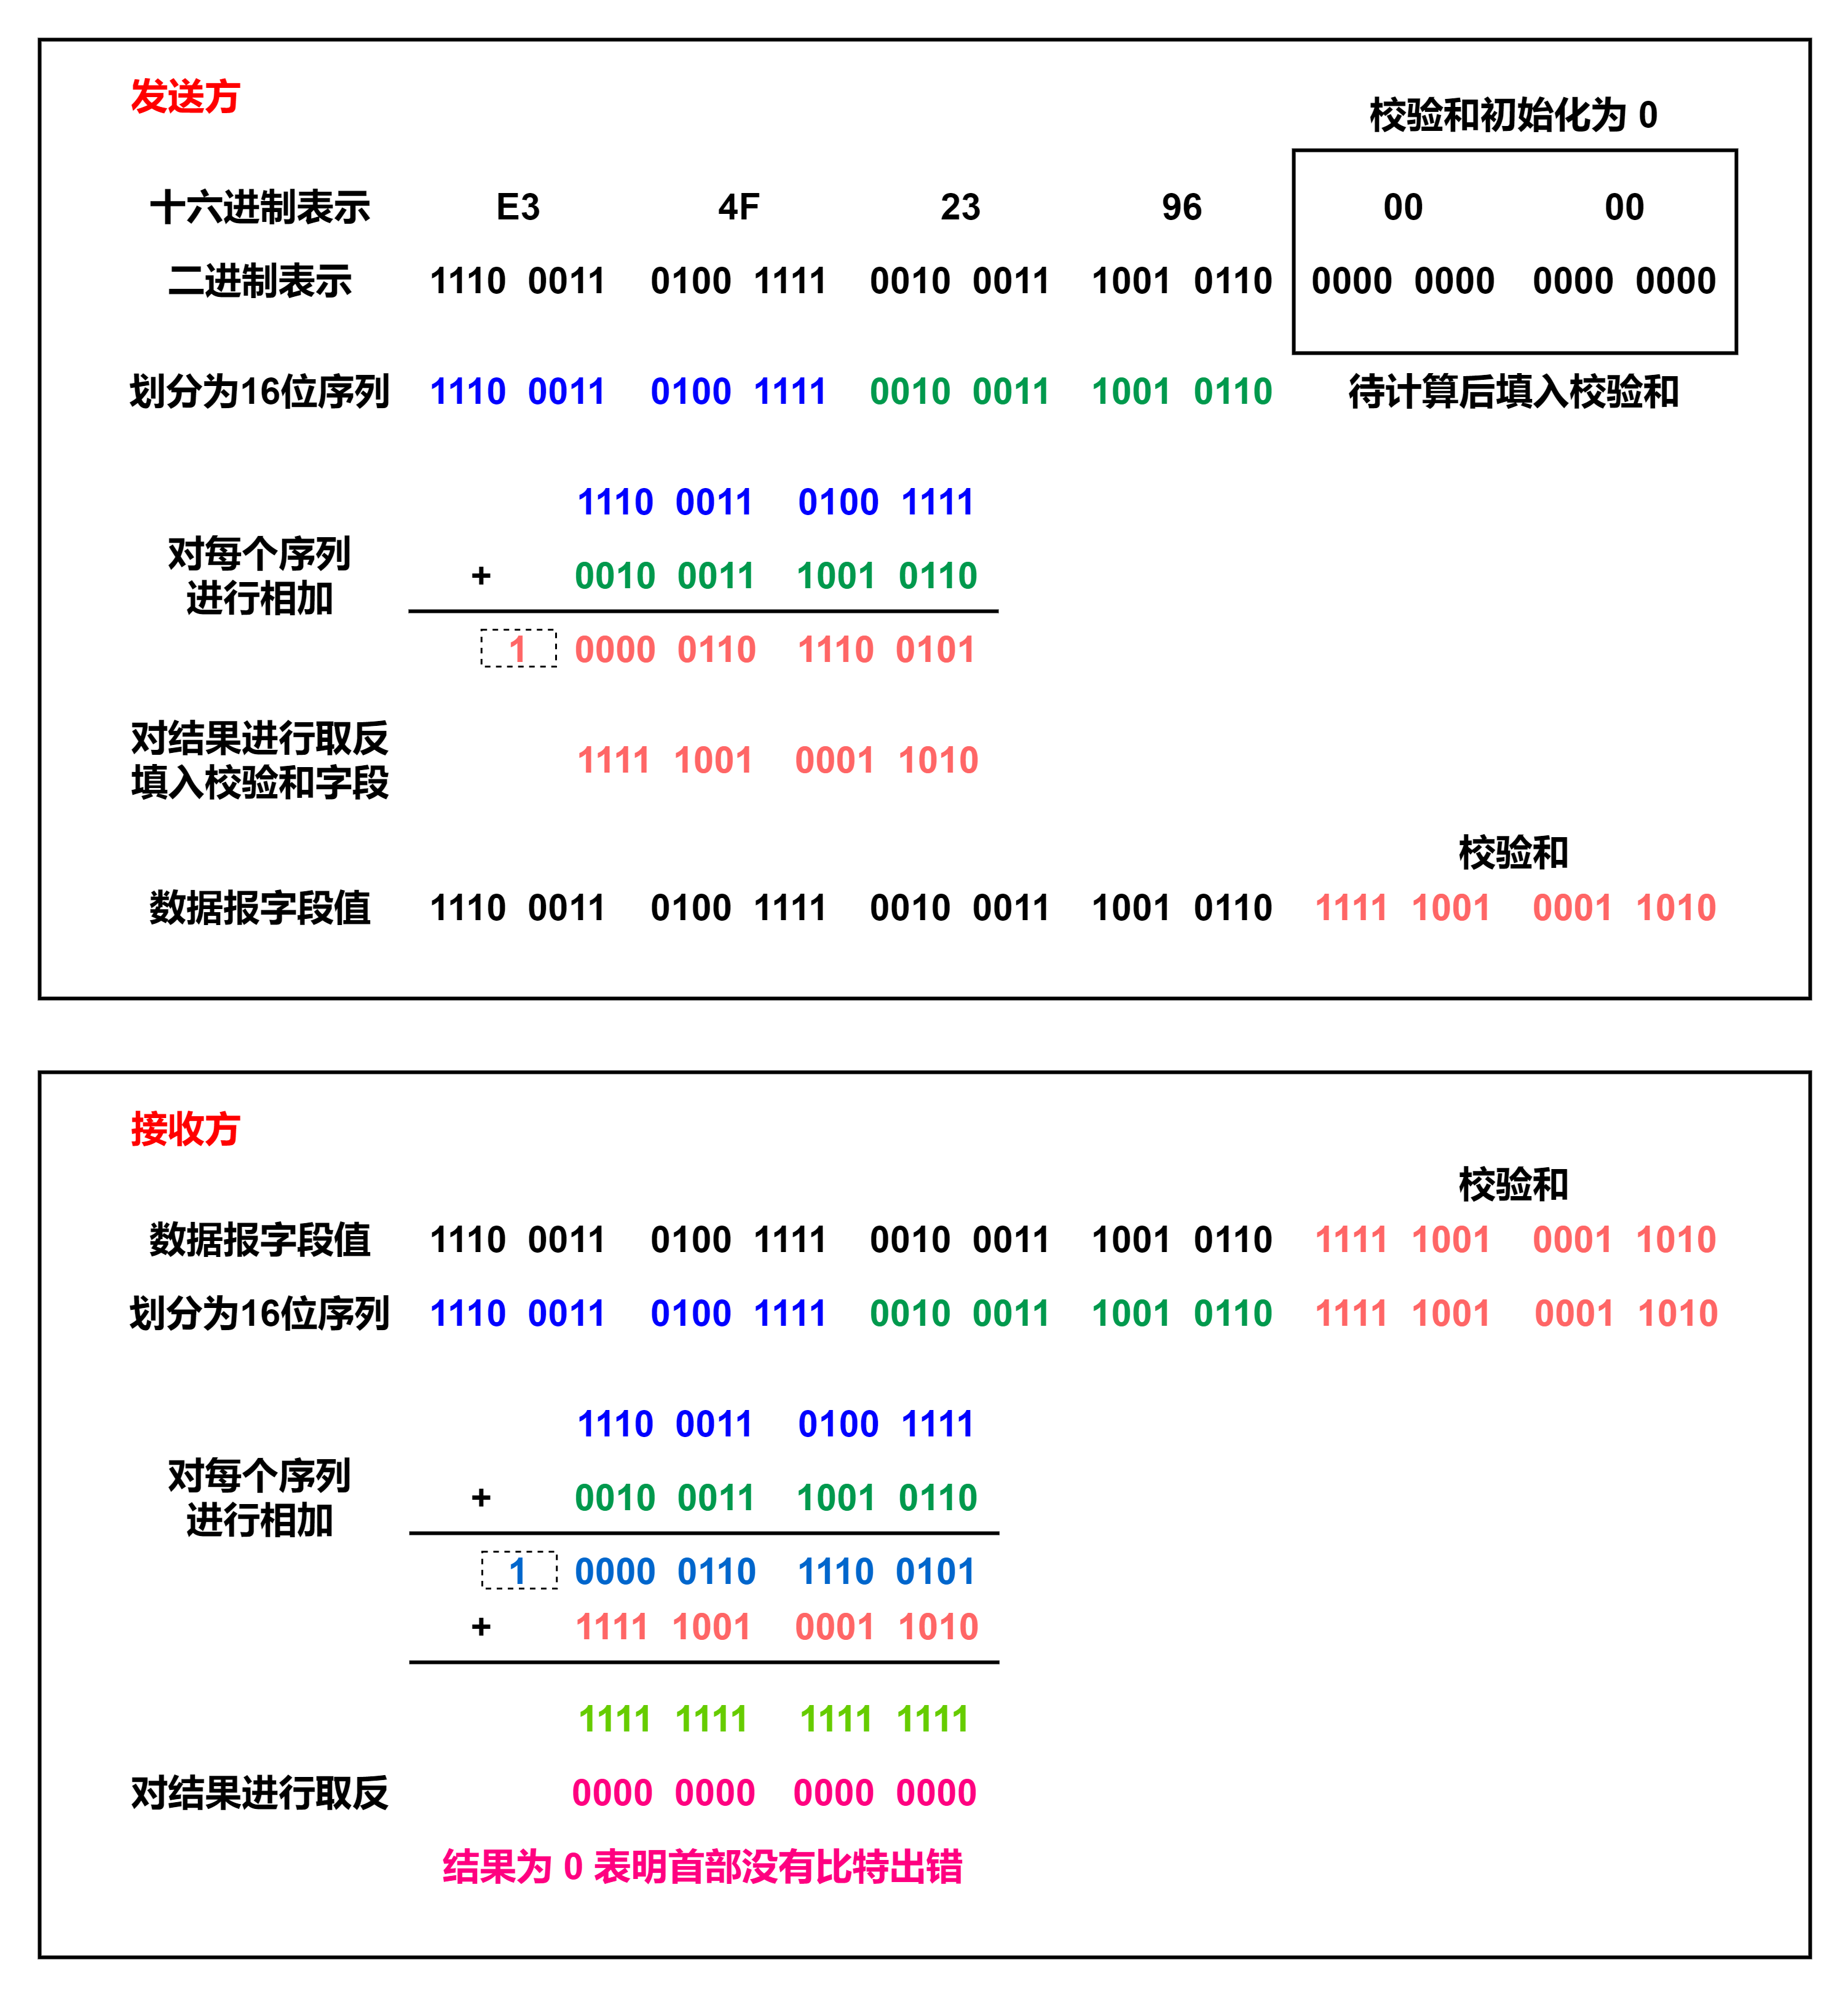 发送方
校验和初始化为 0
十六进制表示 E3 4F 23 96 00 00
二进制表示 1110 0011 0100 1111 0010 0011 1001 0110 0000 0000 0000 0000
划分为16位序列 1110 0011 0100 1111 0010 0011 1001 0110 待计算后填入校验和
1110 0011 0100 1111
对每个序列
进行相加
+ 0010 0011 1001 0110
1 0000 0110 1110 0101
对结果进行取反
填入校验和字段
1111 1001 0001 1010
校验和
数据报字段值 1110 0011 0100 1111 0010 0011 1001 0110 1111 1001 0001 1010
接收方
校验和
数据报字段值 1110 0011 0100 1111 0010 0011 1001 0110 1111 1001 0001 1010
划分为16位序列 1110 0011 0100 1111 0010 0011 1001 0110 1111 1001 0001 1010
1110 0011 0100 1111
对每个序列
进行相加
+ 0010 0011 1001 0110
1 0000 0110 1110 0101
+ 1111 1001 0001 1010
1111 1111 1111 1111
对结果进行取反 0000 0000 0000 0000
结果为 0 表明首部没有比特出错